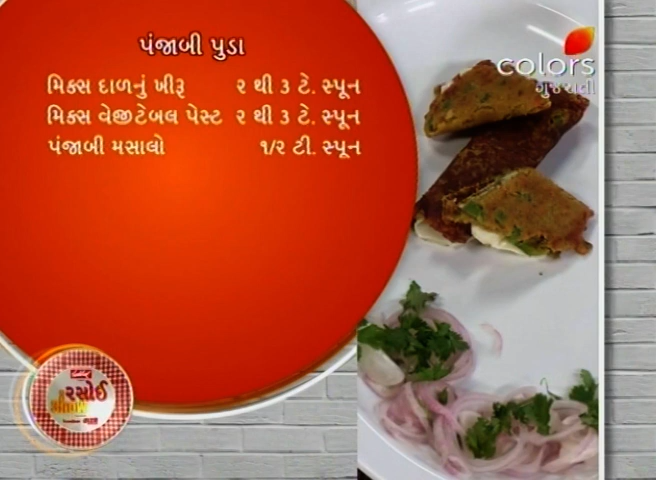 પંજાબી પુડા
મિક્સ દાળનું ખીરૂ ૨ થી ૩ ટે. સ્પૂન
મિક્સ વેજીટેબલ પેસ્ટ ૨ થી ૩ ટે. સ્પૂન
પંજાબી મસાલો ૧/૨ ટી. સ્પૂન
colors
ગુજરાતી
રસોઈ